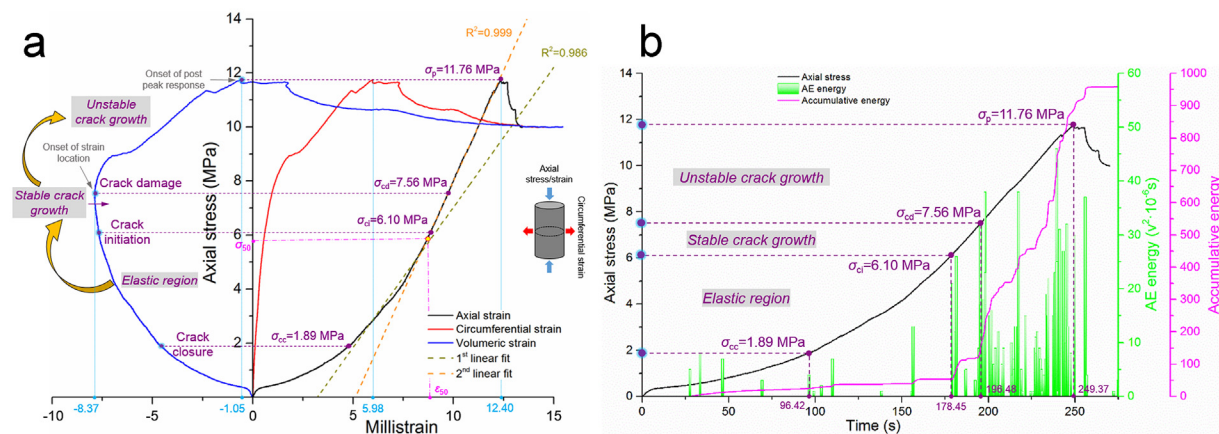 a
14
12
10
8
6
4
2
0
Axial stress (MPa)
-10
-5
0
5
10
15
Millistrain
-8.37
-1.05
5.98
12.40
R²=0.999
R²=0.986
σp=11.76 MPa
σcd=7.56 MPa
σci=6.10 MPa
σcc=1.89 MPa
σ50
ε50
Onset of post
peak response
Unstable
crack growth
Onset of strain
location
Crack damage
Stable crack
growth
Crack
initiation
Elastic region
Crack
closure
Axial
stress/strain
Circumferential strain
Axial strain
Circumferential strain
Volumeric strain
1st linear fit
2nd linear fit
b
14
12
10
8
6
4
2
0
Axial stress (MPa)
Axial stress
AE energy
Accumulative energy
σp=11.76 MPa
Unstable crack growth
σcd=7.56 MPa
Stable crack growth
σci=6.10 MPa
Elastic region
σcc=1.89 MPa
96.42
178.45
196.48
249.37
0
50
100
150
200
250
Time (s)
60
50
40
30
20
10
0
AE energy (v²·10⁻⁶s)
1000
900
800
700
600
500
400
300
200
100
0
Accumulative energy